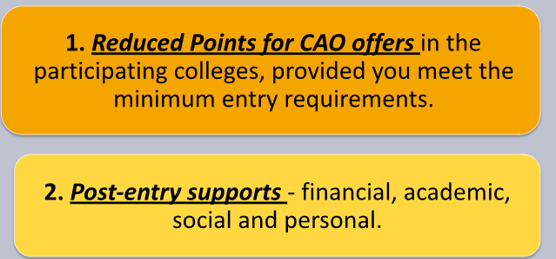 1. Reduced Points for CAO offers in the
participating colleges, provided you meet the
minimum entry requirements.
2. Post-entry supports - financial, academic,
social and personal.